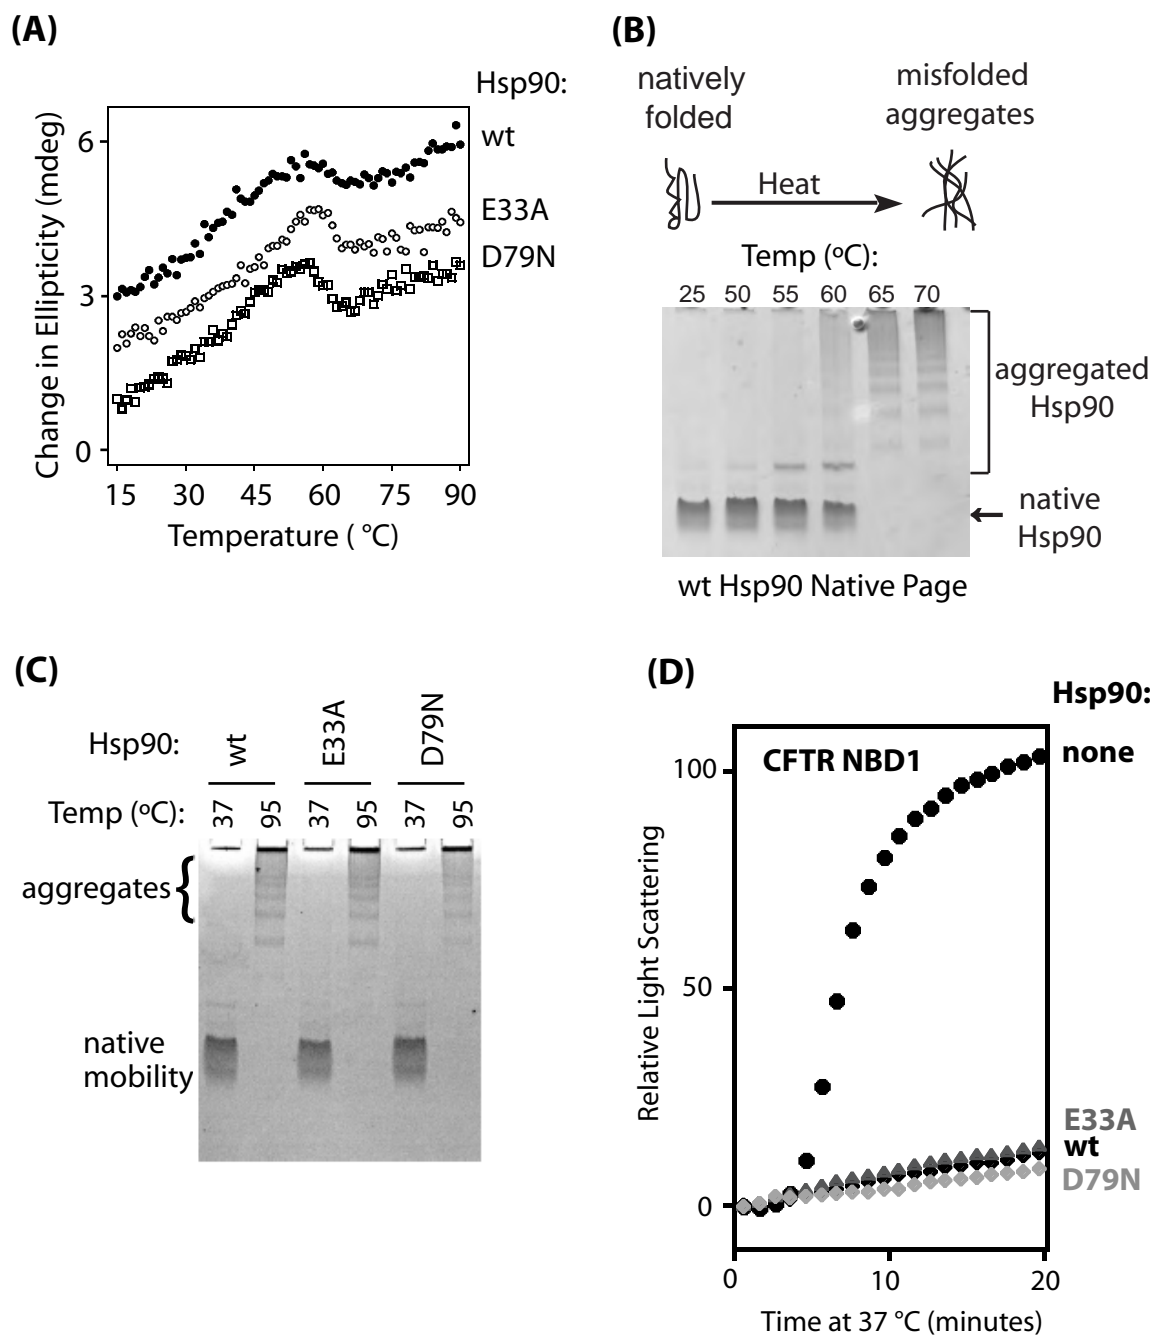 (A)
Hsp90:
wt
E33A
D79N
Change in Ellipticity (mdeg)
6
3
0
15 30 45 60 75 90
Temperature ( °C)
(B)
natively
folded
misfolded
aggregates
Heat
Temp (ºC):
25 50 55 60 65 70
aggregated
Hsp90
native
Hsp90
wt Hsp90 Native Page
(C)
Hsp90:
wt E33A D79N
Temp (ºC):
37 95 37 95 37 95
aggregates
native
mobility
(D)
Hsp90:
CFTR NBD1
none
E33A
wt
D79N
Relative Light Scattering
100
50
0
0 10 20
Time at 37 °C (minutes)